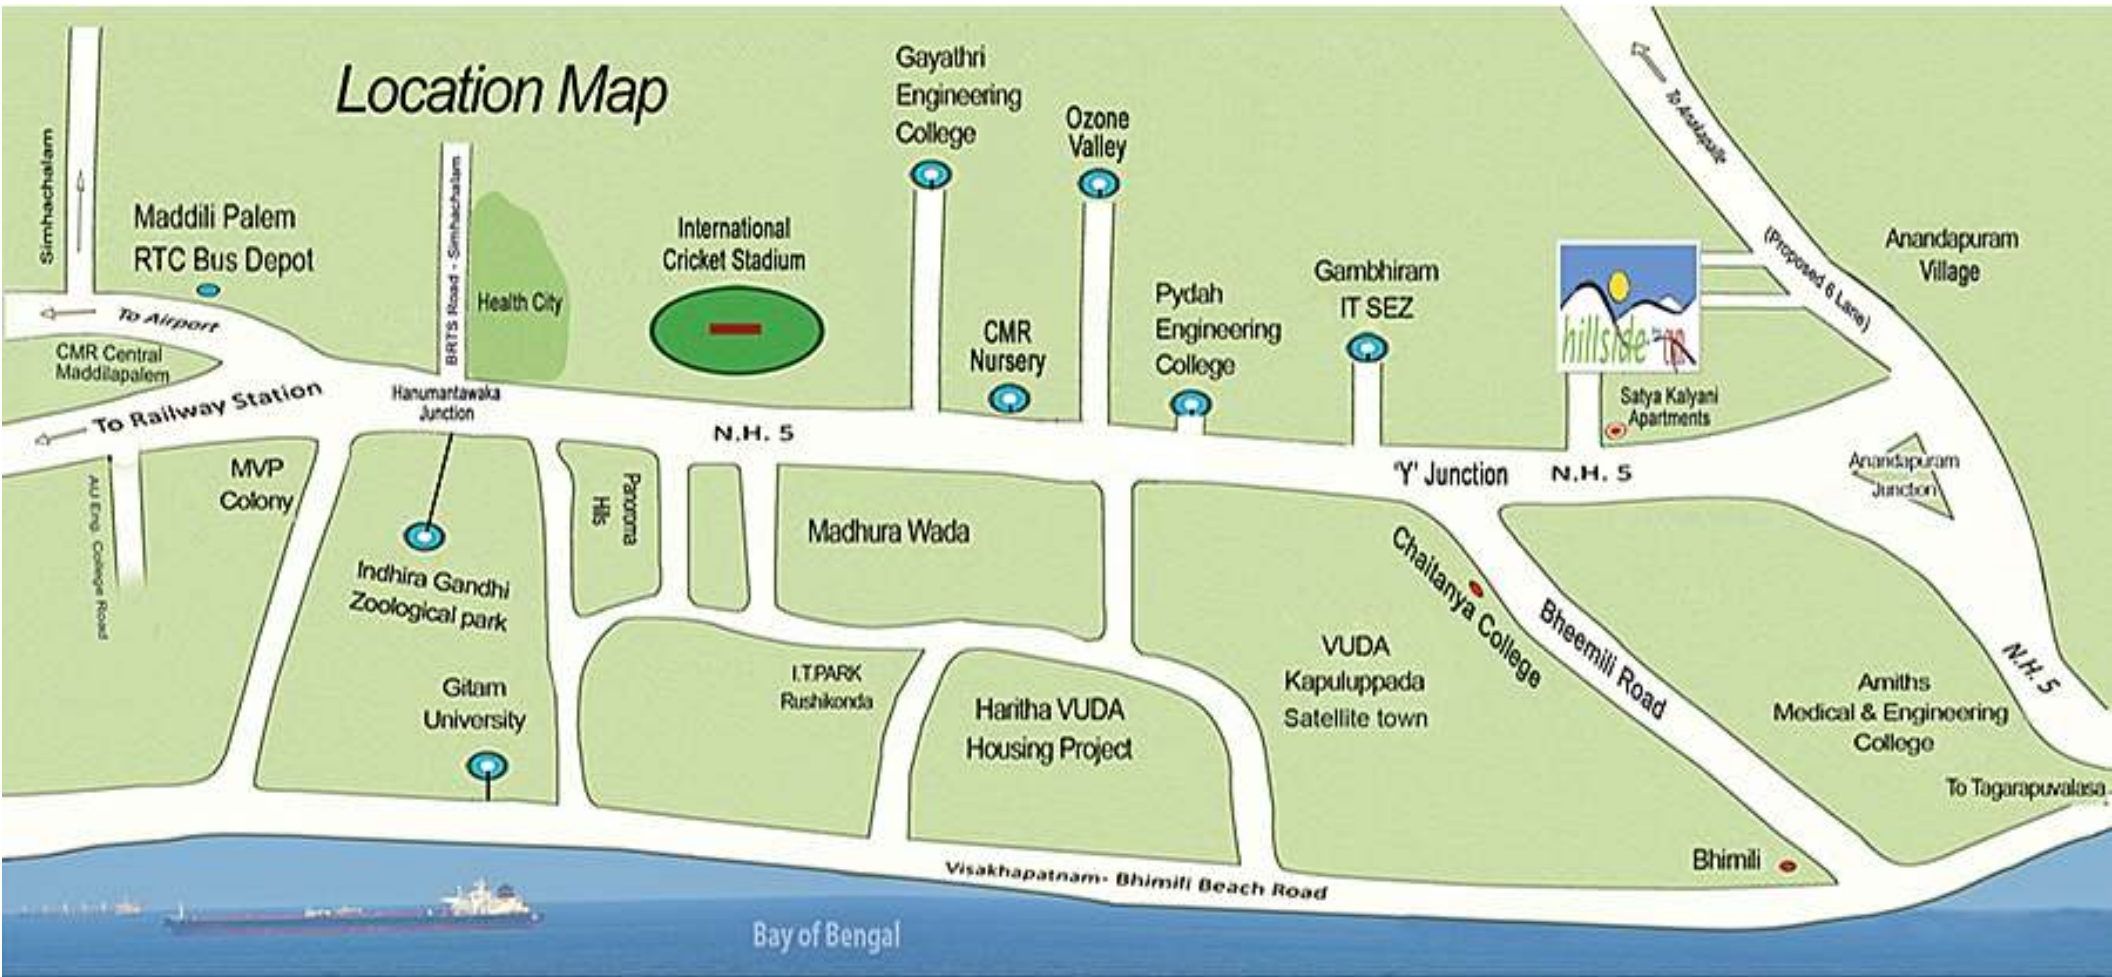 Location Map
Simhachalam
Maddili Palem
RTC Bus Depot
To Airport
CMR Central
Maddilapalem
To Railway Station
BRTS Road - Simhachalam
Health City
Hanumantawaka
Junction
International
Cricket Stadium
Gayathri
Engineering
College
Ozone
Valley
CMR
Nursery
Pydah
Engineering
College
Gambhiram
IT SEZ
hillside
Satya Kalyani
Apartments
To Anakapalle
(Proposed 6 Lane)
Anandapuram
Village
N.H. 5
'Y' Junction
N.H. 5
Anandapuram
Junction
N.H. 5
AU Eng. College Road
MVP
Colony
Indhira Gandhi
Zoological park
Gitam
University
Panoroma
Hills
Madhura Wada
I.T.PARK
Rushikonda
Haritha VUDA
Housing Project
VUDA
Kapuluppada
Satellite town
Chaitanya College
Bheemili Road
Amiths
Medical & Engineering
College
To Tagarapuvalasa
Bhimili
Visakhapatnam- Bhimili Beach Road
Bay of Bengal